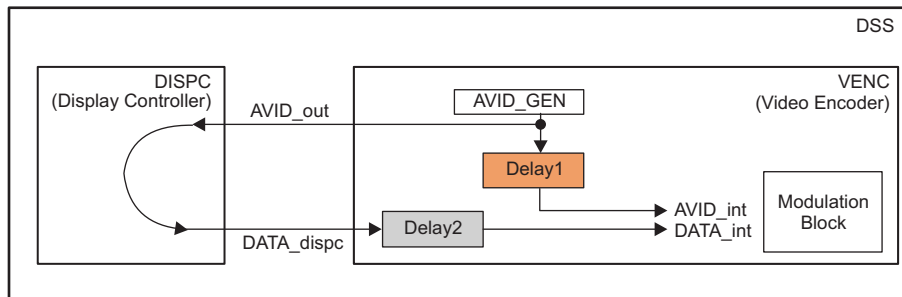 DSS
DISPC
(Display Controller)
VENC
(Video Encoder)
AVID_GEN
AVID_out
Delay1
AVID_int
DATA_int
Modulation
Block
Delay2
DATA_dispc